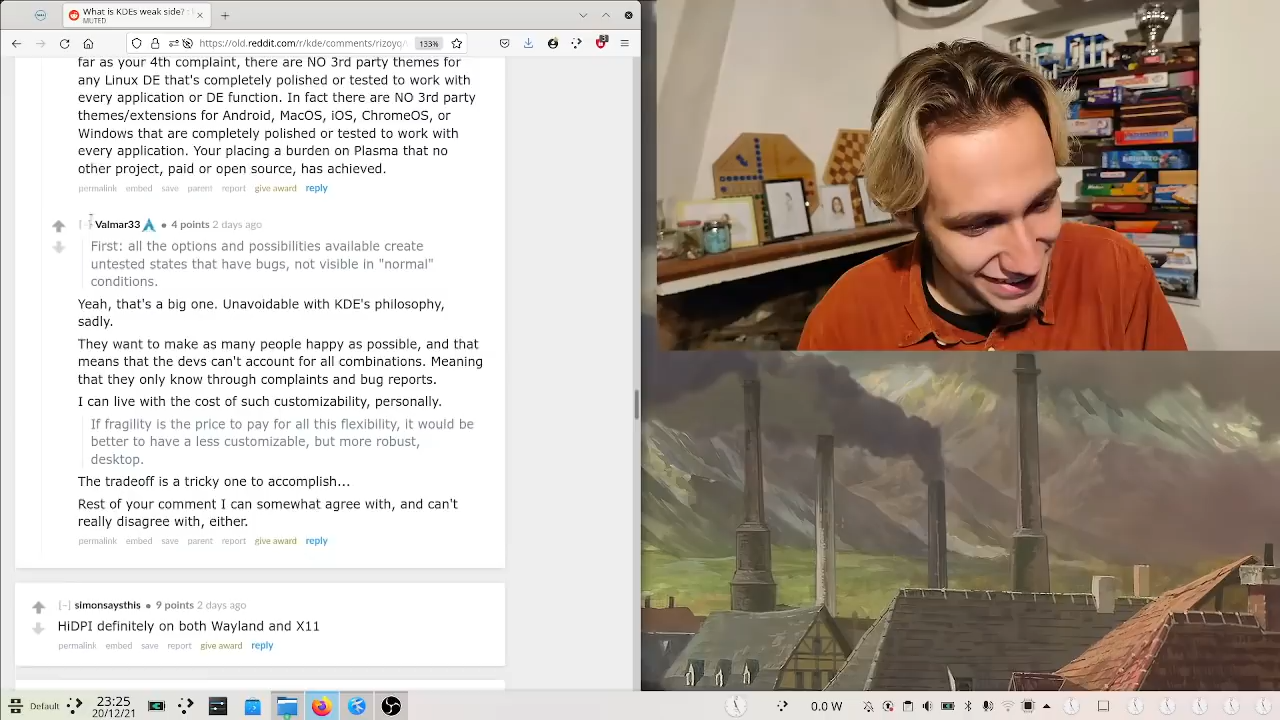 What is KDEs weak side? :
MUTED
https://old.reddit.com/r/kde/comments/rizoyq/
133%
far as your 4th complaint, there are NO 3rd party themes for
any Linux DE that's completely polished or tested to work with
every application or DE function. In fact there are NO 3rd party
themes/extensions for Android, MacOS, iOS, ChromeOS, or
Windows that are completely polished or tested to work with
every application. Your placing a burden on Plasma that no
other project, paid or open source, has achieved.
permalink embed save parent report give award reply
Valmar33 • 4 points 2 days ago
First: all the options and possibilities available create
untested states that have bugs, not visible in "normal"
conditions.
Yeah, that's a big one. Unavoidable with KDE's philosophy,
sadly.
They want to make as many people happy as possible, and that
means that the devs can't account for all combinations. Meaning
that they only know through complaints and bug reports.
I can live with the cost of such customizability, personally.
If fragility is the price to pay for all this flexibility, it would be
better to have a less customizable, but more robust,
desktop.
The tradeoff is a tricky one to accomplish...
Rest of your comment I can somewhat agree with, and can't
really disagree with, either.
permalink embed save parent report give award reply
[–] simonsaysthis • 9 points 2 days ago
HiDPI definitely on both Wayland and X11
permalink embed save report give award reply
Default
23:25
20/12/21
0.0 W